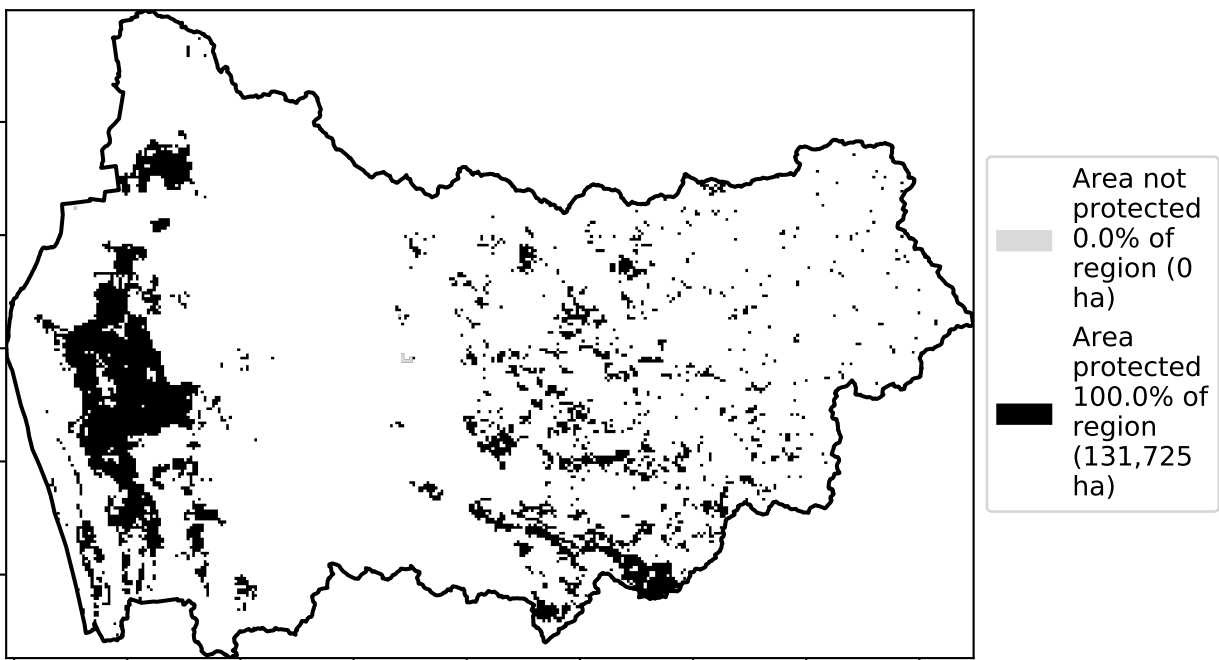 Area not
protected
0.0% of
region (0
ha)
Area
protected
100.0% of
region
(131,725
ha)